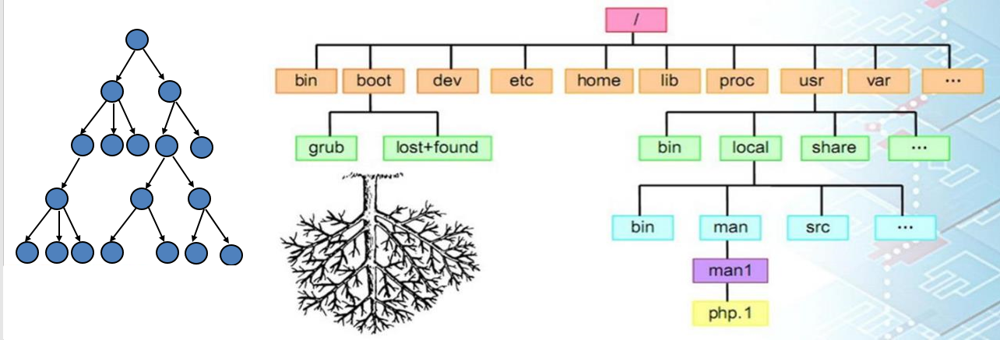 /
bin boot dev etc home lib proc usr var ...
grub lost+found bin local share ...
bin man src ...
man1
php.1